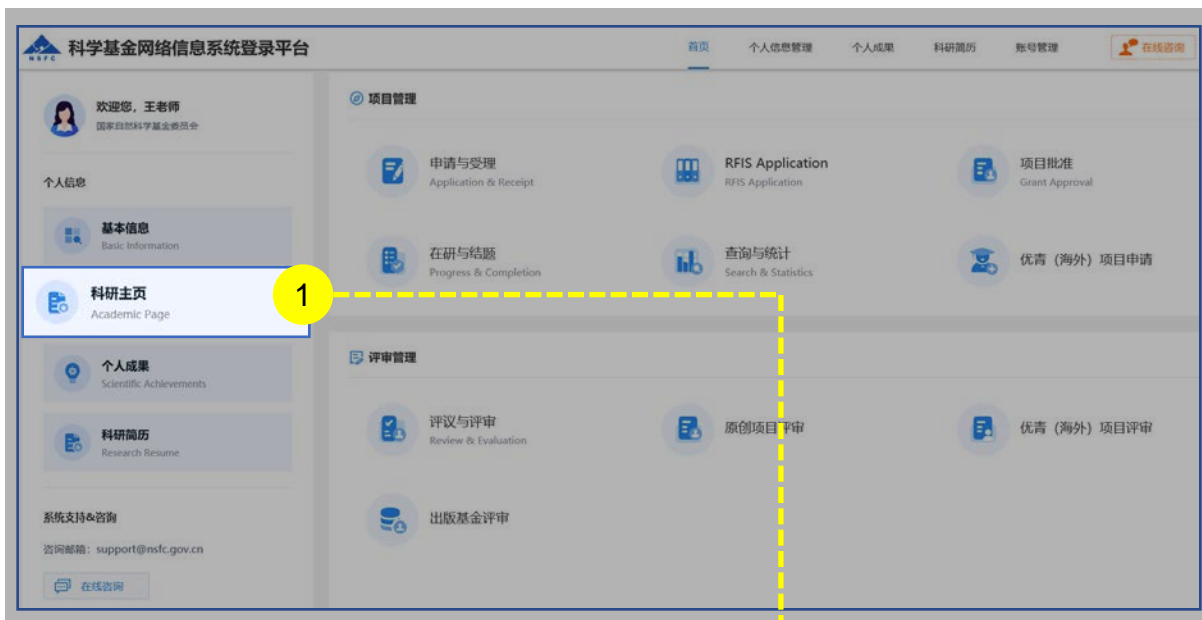 NSFC
科学基金网络信息系统登录平台
首页 个人信息管理 个人成果 科研简历 账号管理 在线咨询
欢迎您，王老师
国家自然科学基金委员会
个人信息
基本信息
Basic Information
科研主页
Academic Page
1
个人成果
Scientific Achievements
科研简历
Research Resume
系统支持&咨询
咨询邮箱：support@nsfc.gov.cn
在线咨询
项目管理
申请与受理
Application & Receipt
RFIS Application
RFIS Application
项目批准
Grant Approval
在研与结题
Progress & Completion
查询与统计
Search & Statistics
优青（海外）项目申请
评审管理
评议与评审
Review & Evaluation
原创项目评审
优青（海外）项目评审
出版基金评审